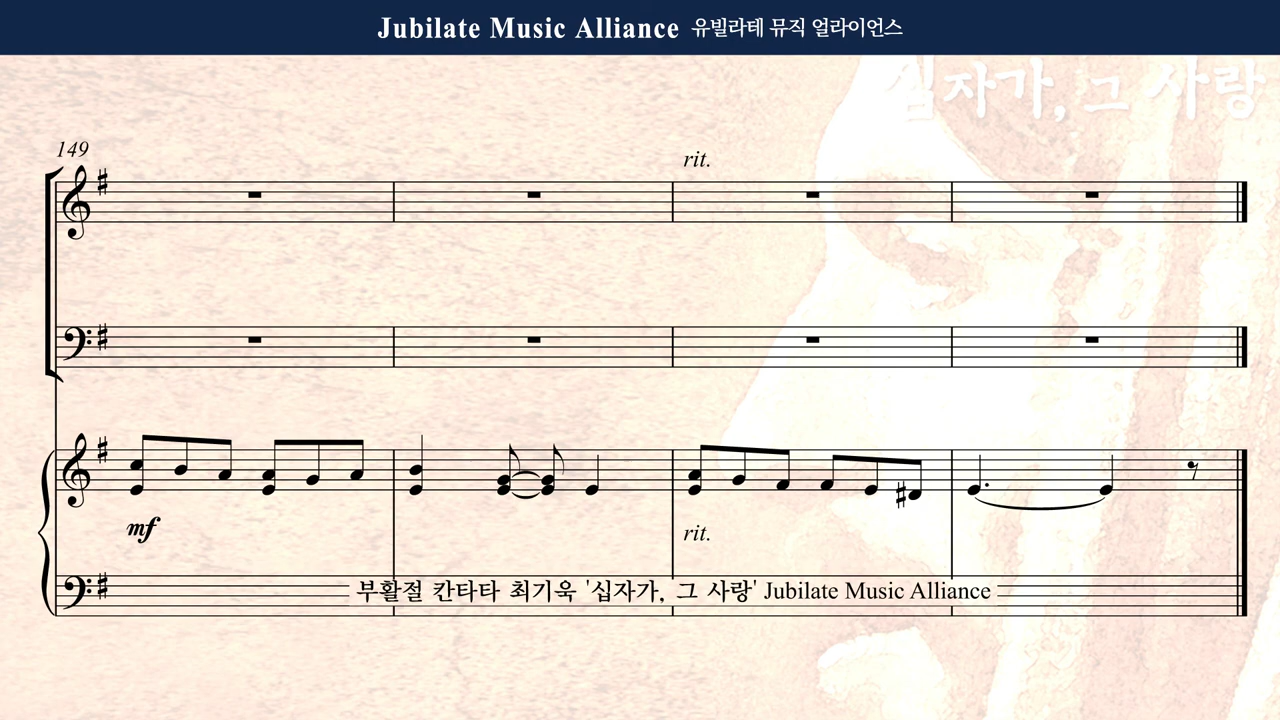 Jubilate Music Alliance 유빌라테 뮤직 얼라이언스
십자가, 그 사랑
149
rit.
mf
rit.
부활절 칸타타 최기욱 '십자가, 그 사랑' Jubilate Music Alliance